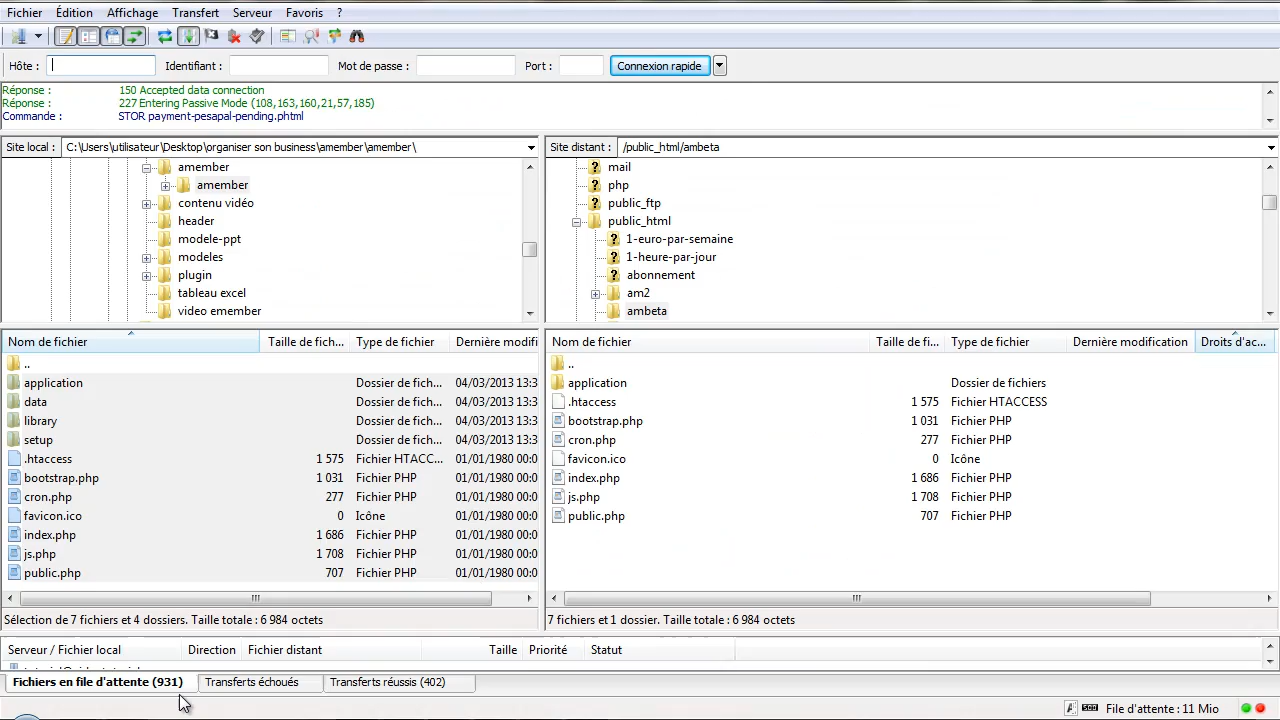 Fichier Édition Affichage Transfert Serveur Favoris ?
Hôte : Identifiant : Mot de passe : Port : Connexion rapide
Réponse : 150 Accepted data connection
Réponse : 227 Entering Passive Mode (108,163,160,21,57,185)
Commande : STOR payment-pesapal-pending.phtml
Site local : C:\Users\utilisateur\Desktop\organiser son business\amember\amember\
amember
amember
contenu vidéo
header
modele-ppt
modeles
plugin
tableau excel
video emember
Site distant : /public_html/ambeta
mail
php
public_ftp
public_html
1-euro-par-semaine
1-heure-par-jour
abonnement
am2
ambeta
Nom de fichier Taille de fich... Type de fichier Dernière modifi
..
application Dossier de fich... 04/03/2013 13:3
data Dossier de fich... 04/03/2013 13:3
library Dossier de fich... 04/03/2013 13:3
setup Dossier de fich... 04/03/2013 13:3
.htaccess 1 575 Fichier HTACC... 01/01/1980 00:0
bootstrap.php 1 031 Fichier PHP 01/01/1980 00:0
cron.php 277 Fichier PHP 01/01/1980 00:0
favicon.ico 0 Icône 01/01/1980 00:0
index.php 1 686 Fichier PHP 01/01/1980 00:0
js.php 1 708 Fichier PHP 01/01/1980 00:0
public.php 707 Fichier PHP 01/01/1980 00:0
Sélection de 7 fichiers et 4 dossiers. Taille totale : 6 984 octets
Nom de fichier Taille de fi... Type de fichier Dernière modification Droits d'ac...
..
application Dossier de fichiers
.htaccess 1 575 Fichier HTACCESS
bootstrap.php 1 031 Fichier PHP
cron.php 277 Fichier PHP
favicon.ico 0 Icône
index.php 1 686 Fichier PHP
js.php 1 708 Fichier PHP
public.php 707 Fichier PHP
7 fichiers et 1 dossier. Taille totale : 6 984 octets
Serveur / Fichier local Direction Fichier distant Taille Priorité Statut
Fichiers en file d'attente (931) Transferts échoués Transferts réussis (402)
File d'attente : 11 Mio